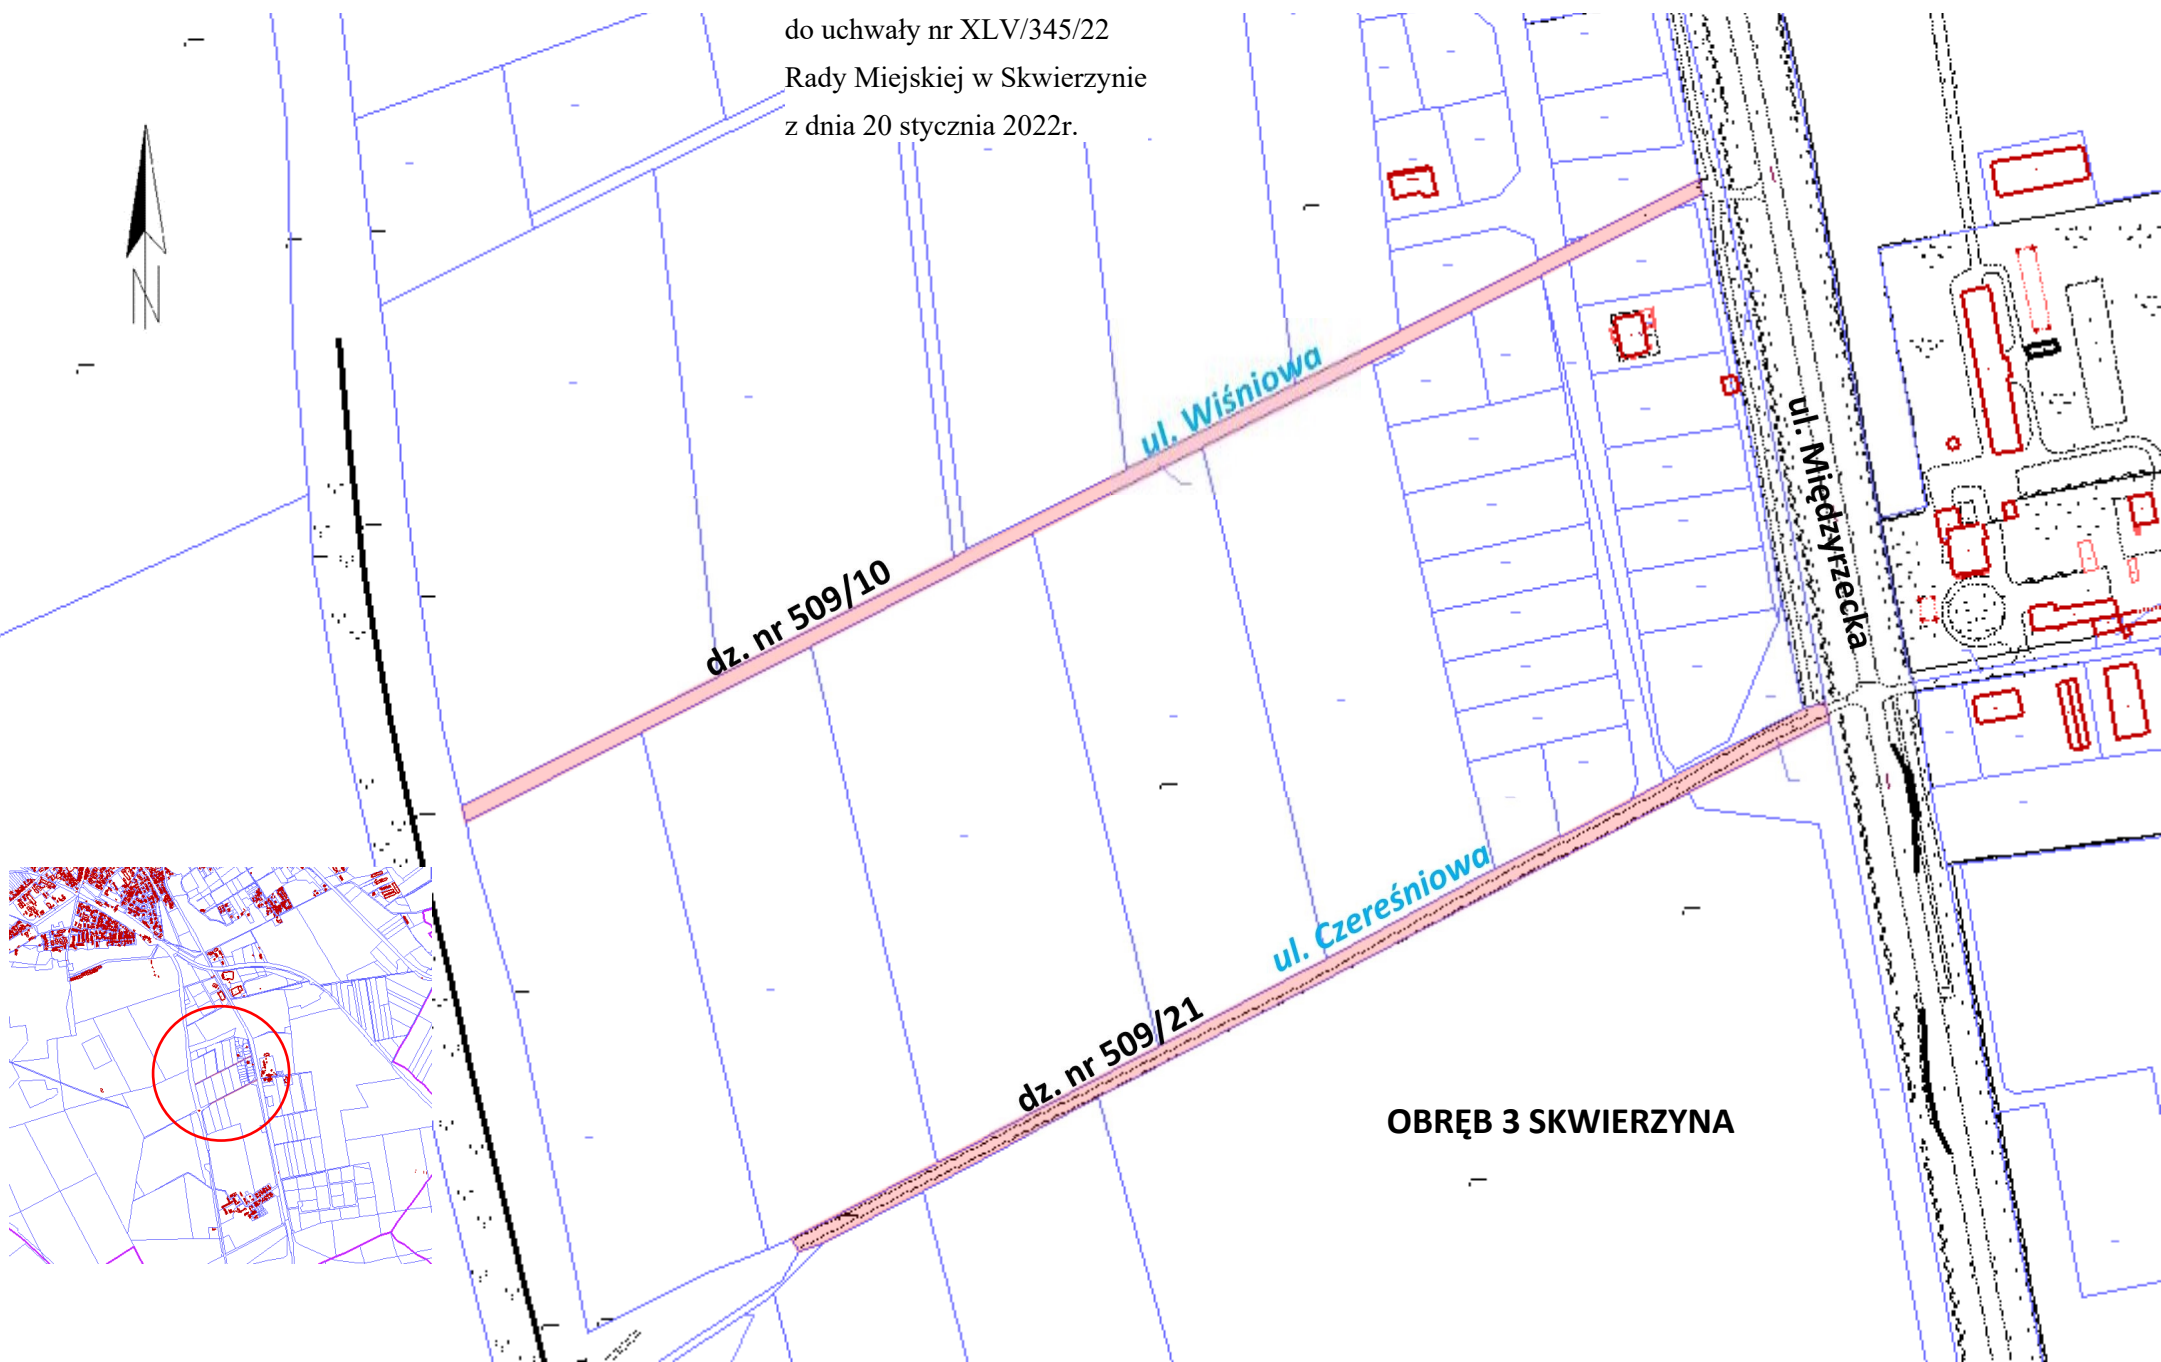 do uchwały nr XLV/345/22
Rady Miejskiej w Skwierzynie
z dnia 20 stycznia 2022r.
N
ul. Wiśniowa
ul. Międzyrzecka
dz. nr 509/10
ul. Czereśniowa
dz. nr 509/21
OBRĘB 3 SKWIERZYNA